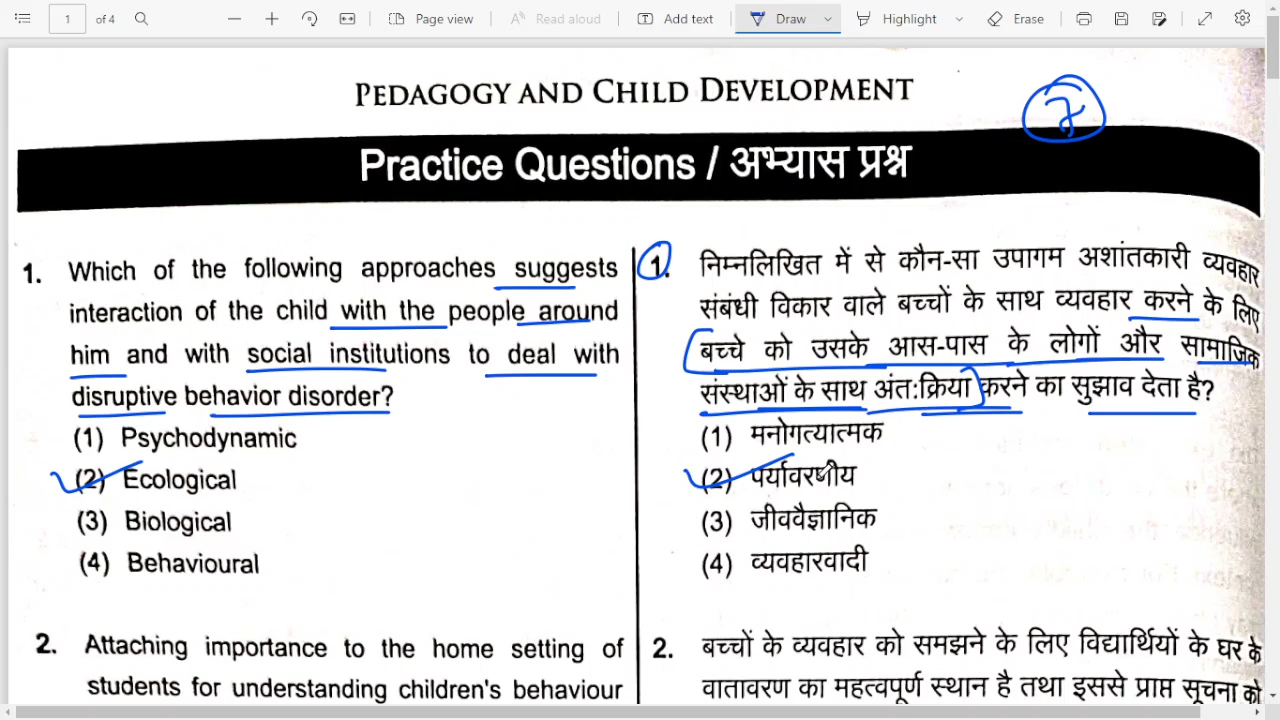 1 of 4 Page view Read aloud Add text Draw Highlight Erase
PEDAGOGY AND CHILD DEVELOPMENT
7
Practice Questions / अभ्यास प्रश्न
1. Which of the following approaches suggests
interaction of the child with the people around
him and with social institutions to deal with
disruptive behavior disorder?
(1) Psychodynamic
(2) Ecological
(3) Biological
(4) Behavioural
2. Attaching importance to the home setting of
students for understanding children's behaviour
1. निम्नलिखित में से कौन-सा उपागम अशांतकारी व्यवहार
संबंधी विकार वाले बच्चों के साथ व्यवहार करने के लिए
बच्चे को उसके आस-पास के लोगों और सामाजिक
संस्थाओं के साथ अंत:क्रिया करने का सुझाव देता है?
(1) मनोगत्यात्मक
(2) पर्यावरणीय
(3) जीववैज्ञानिक
(4) व्यवहारवादी
2. बच्चों के व्यवहार को समझने के लिए विद्यार्थियों के घर के
वातावरण का महत्वपूर्ण स्थान है तथा इससे प्राप्त सूचना को